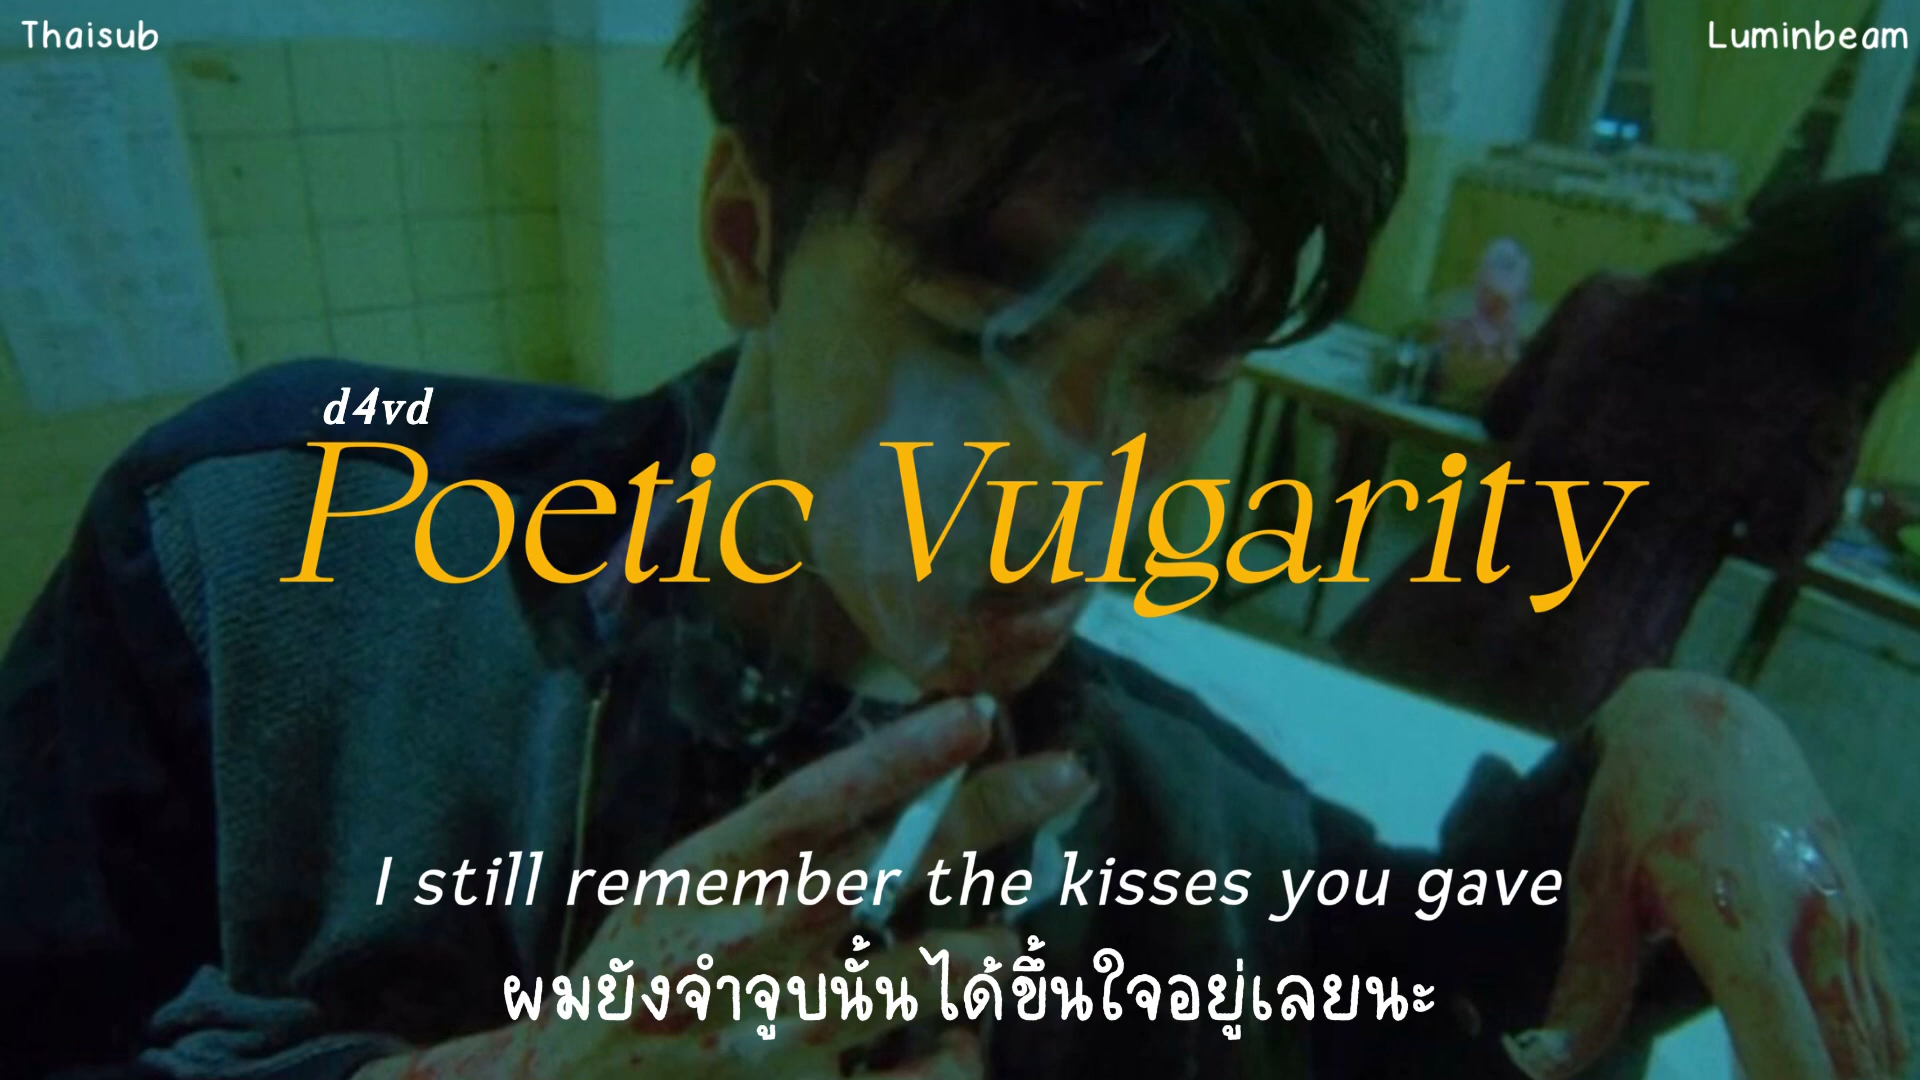 Thaisub
Luminbeam
d4vd
Poetic Vulgarity
I still remember the kisses you gave
ผมยังจำจูบนั้นได้ขึ้นใจอยู่เลยนะ